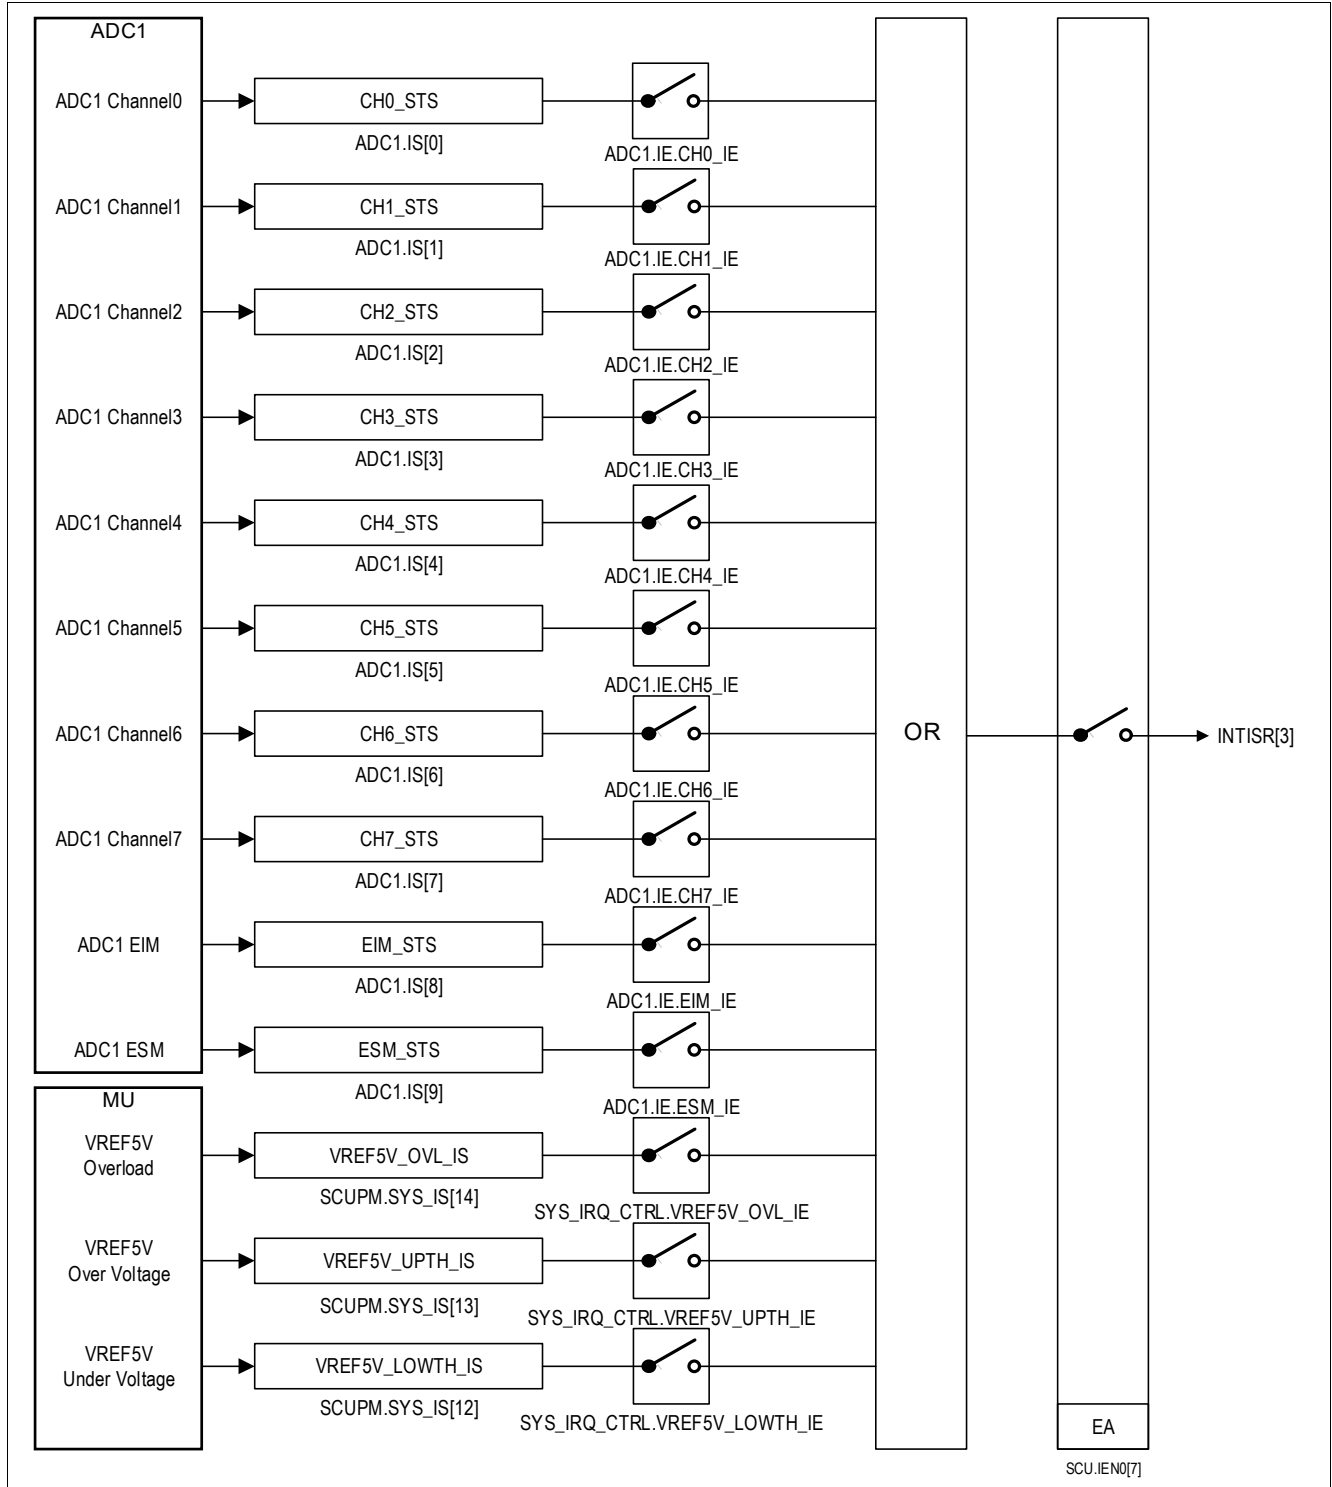 ADC1
ADC1 Channel0
CH0_STS
ADC1.IS[0]
ADC1.IE.CH0_IE
ADC1 Channel1
CH1_STS
ADC1.IS[1]
ADC1.IE.CH1_IE
ADC1 Channel2
CH2_STS
ADC1.IS[2]
ADC1.IE.CH2_IE
ADC1 Channel3
CH3_STS
ADC1.IS[3]
ADC1.IE.CH3_IE
ADC1 Channel4
CH4_STS
ADC1.IS[4]
ADC1.IE.CH4_IE
ADC1 Channel5
CH5_STS
ADC1.IS[5]
ADC1.IE.CH5_IE
ADC1 Channel6
CH6_STS
ADC1.IS[6]
ADC1.IE.CH6_IE
ADC1 Channel7
CH7_STS
ADC1.IS[7]
ADC1.IE.CH7_IE
ADC1 EIM
EIM_STS
ADC1.IS[8]
ADC1.IE.EIM_IE
ADC1 ESM
ESM_STS
ADC1.IS[9]
ADC1.IE.ESM_IE
MU
VREF5V
Overload
VREF5V_OVL_IS
SCUPM.SYS_IS[14]
SYS_IRQ_CTRL.VREF5V_OVL_IE
VREF5V
Over Voltage
VREF5V_UPTH_IS
SCUPM.SYS_IS[13]
SYS_IRQ_CTRL.VREF5V_UPTH_IE
VREF5V
Under Voltage
VREF5V_LOWTH_IS
SCUPM.SYS_IS[12]
SYS_IRQ_CTRL.VREF5V_LOWTH_IE
OR
INTISR[3]
EA
SCU.IEN0[7]